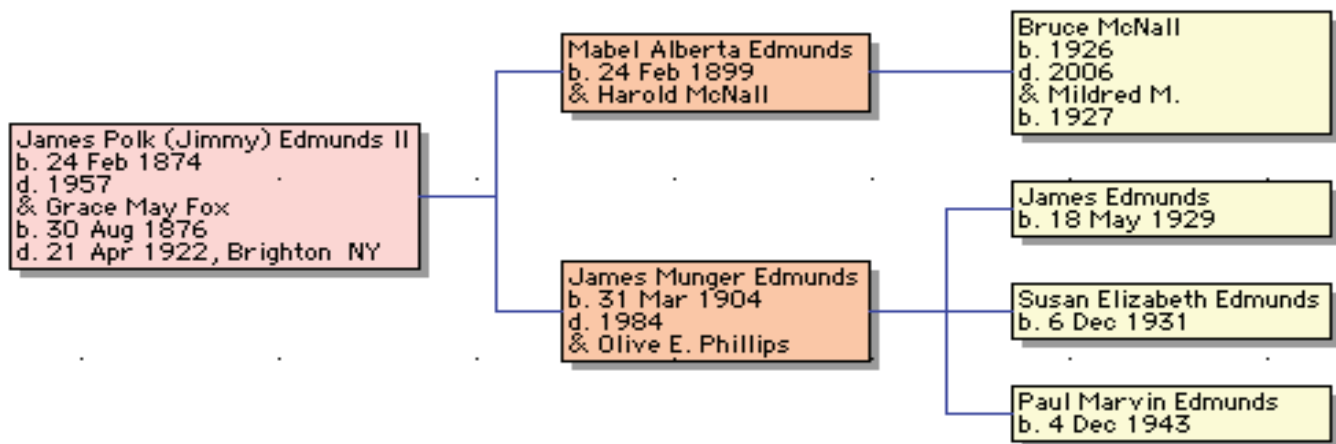 James Polk (Jimmy) Edmunds II
b. 24 Feb 1874
d. 1957
& Grace May Fox
b. 30 Aug 1876
d. 21 Apr 1922, Brighton NY
Mabel Alberta Edmunds
b. 24 Feb 1899
& Harold McNall
James Munger Edmunds
b. 31 Mar 1904
d. 1984
& Olive E. Phillips
Bruce McNall
b. 1926
d. 2006
& Mildred M.
b. 1927
James Edmunds
b. 18 May 1929
Susan Elizabeth Edmunds
b. 6 Dec 1931
Paul Marvin Edmunds
b. 4 Dec 1943